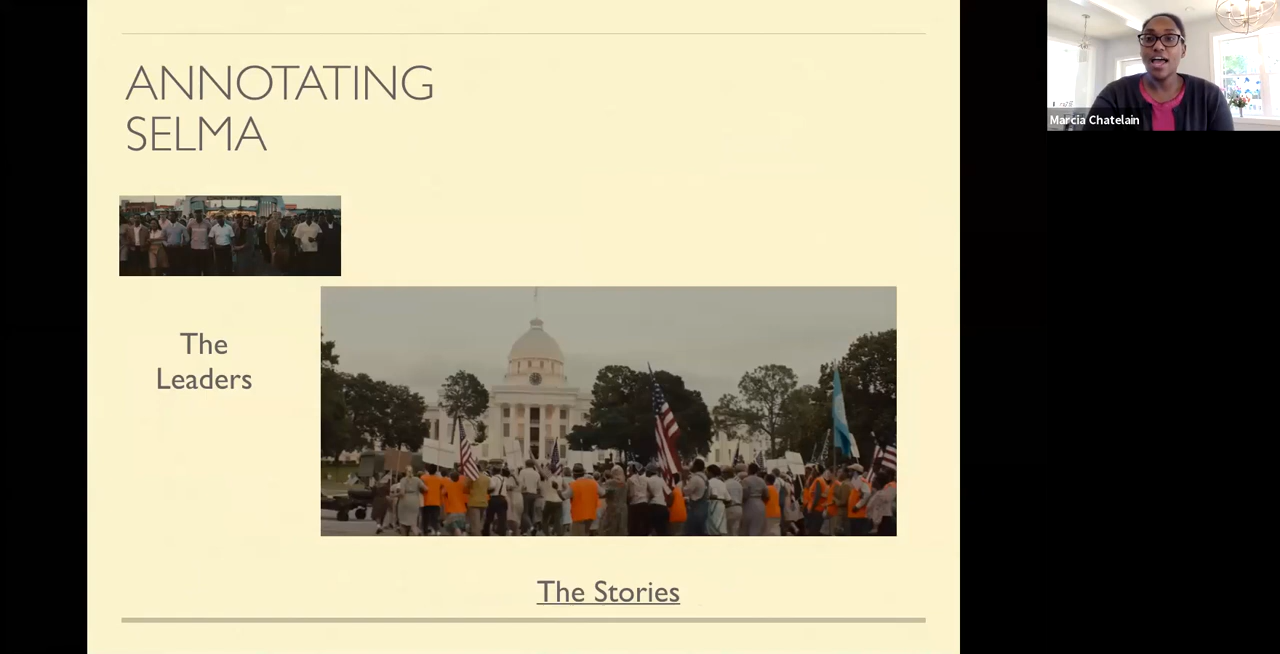 ANNOTATING
SELMA
Marcia Chatelain
The
Leaders
The Stories